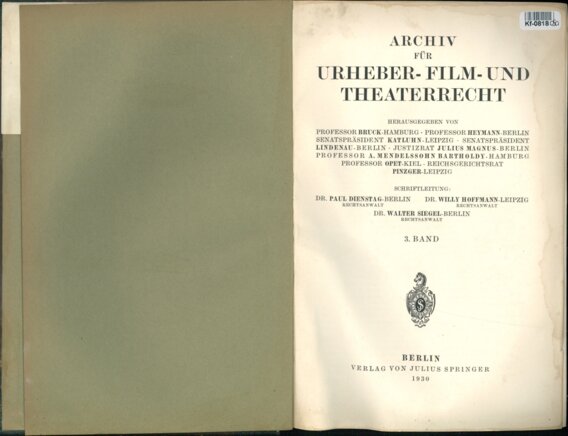 Kf-0818
ARCHIV
FÜR
URHEBER- FILM- UND
THEATERRECHT
HERAUSGEGEBEN VON
PROFESSOR BRUCK-HAMBURG · PROFESSOR HEYMANN-BERLIN
SENATSPRÄSIDENT KATLUHN-LEIPZIG · SENATSPRÄSIDENT
LINDENAU-BERLIN · JUSTIZRAT JULIUS MAGNUS-BERLIN
PROFESSOR A. MENDELSSOHN BARTHOLDY-HAMBURG
PROFESSOR OPET-KIEL · REICHSGERICHTSRAT
PINZGER-LEIPZIG
SCHRIFTLEITUNG:
DR. PAUL DIENSTAG-BERLIN DR. WILLY HOFFMANN-LEIPZIG
RECHTSANWALT RECHTSANWALT
DR. WALTER SIEGEL-BERLIN
RECHTSANWALT
3. BAND
BERLIN
VERLAG VON JULIUS SPRINGER
1930